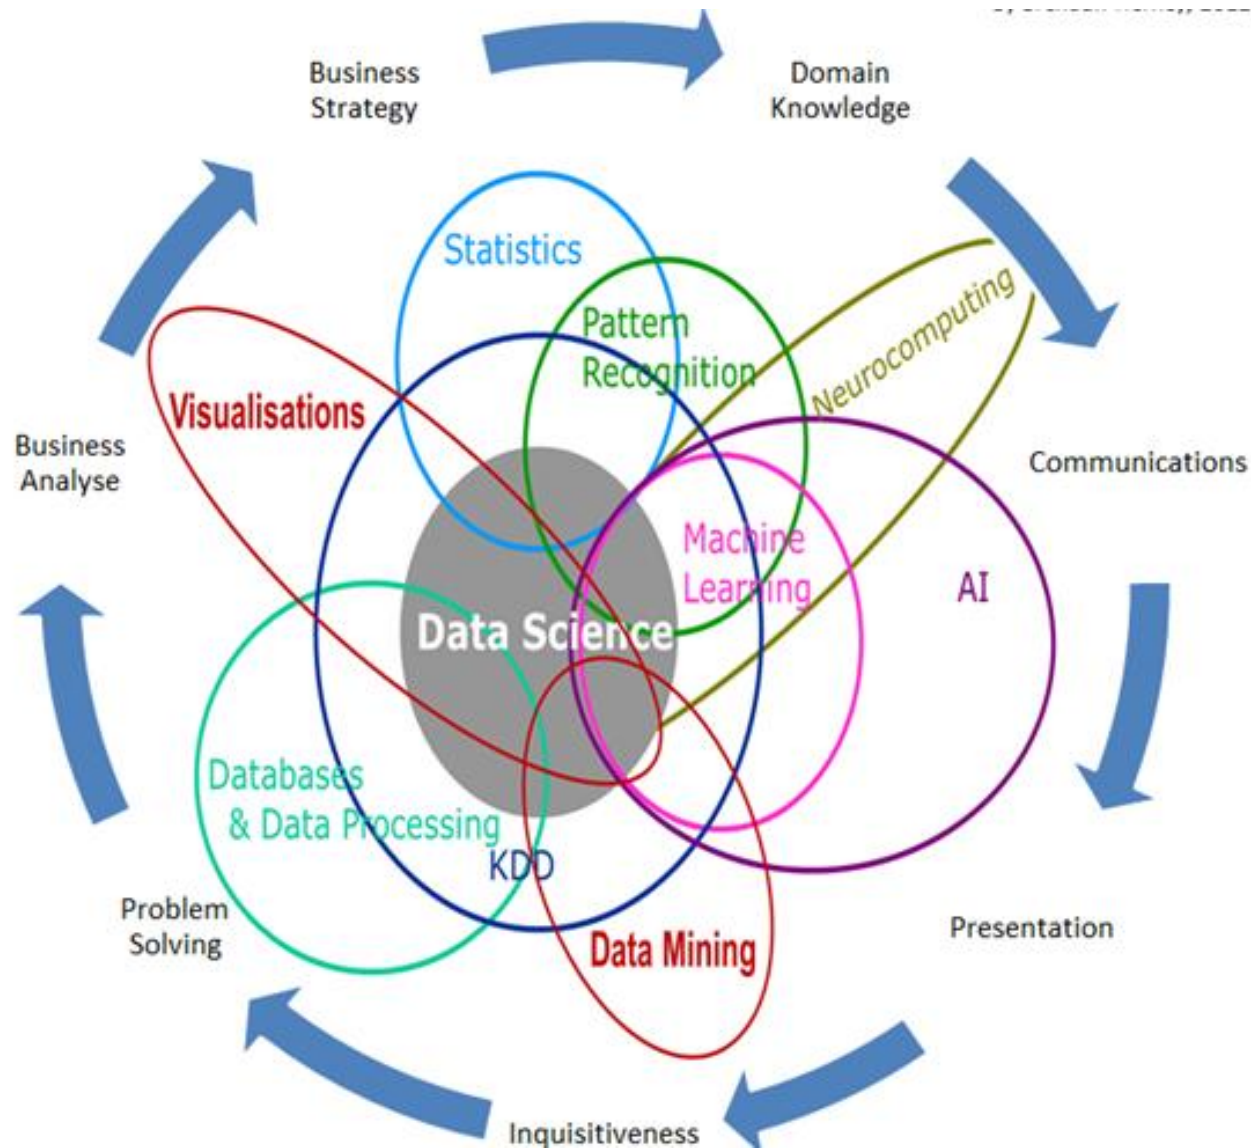 Business
Strategy
Domain
Knowledge
Statistics
Pattern
Recognition
Neurocomputing
Visualisations
Business
Analyse
Communications
Machine
Learning
AI
Data Science
Databases
& Data Processing
KDD
Problem
Solving
Data Mining
Presentation
Inquisitiveness